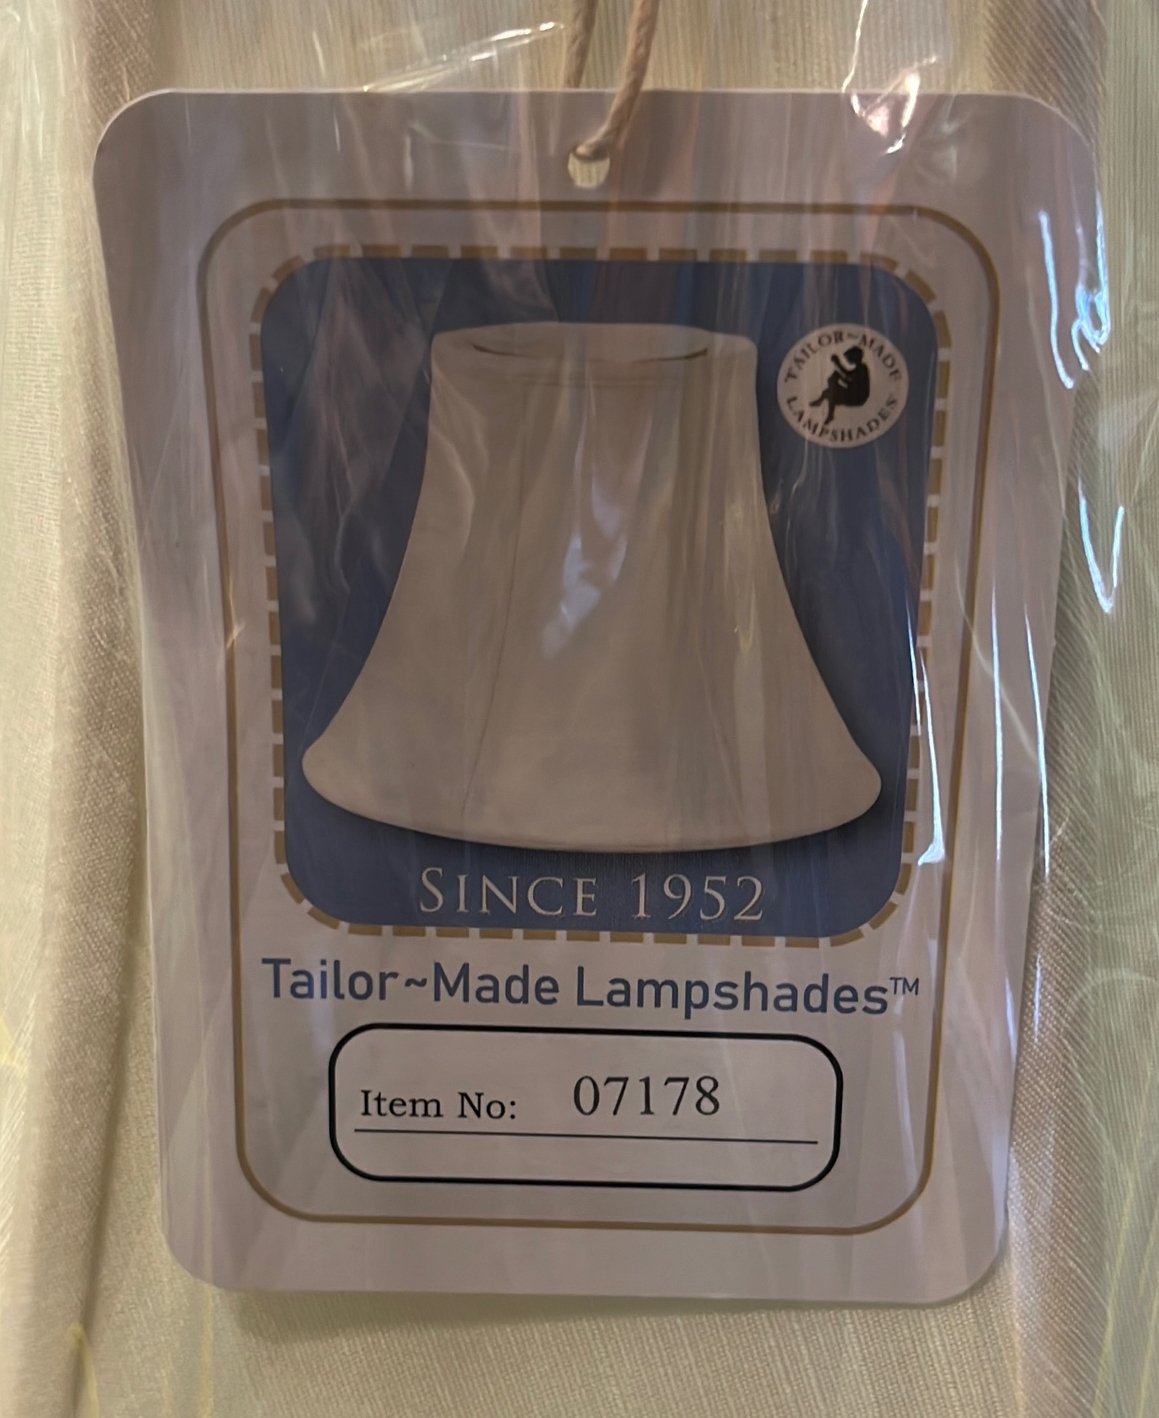 TAILOR~MADE
LAMPSHADES
SINCE 1952
Tailor~Made Lampshades™
Item No: 07178